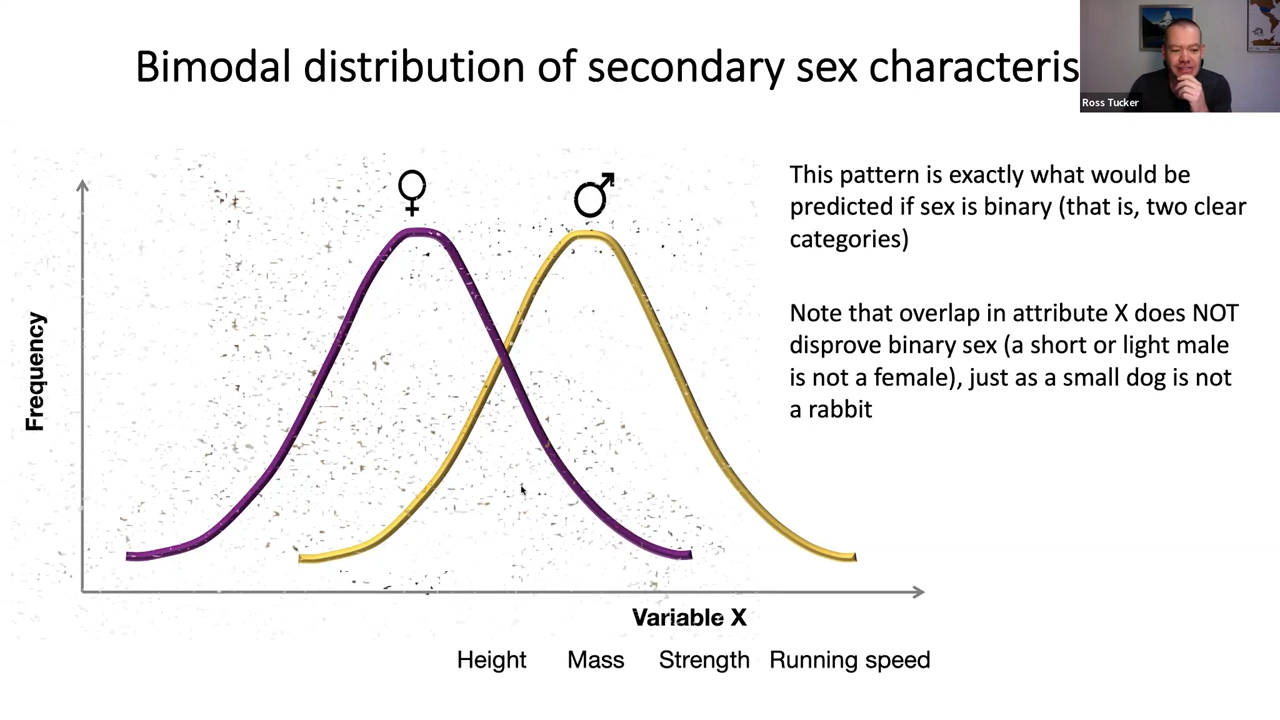 Bimodal distribution of secondary sex characteris
Ross Tucker
This pattern is exactly what would be
predicted if sex is binary (that is, two clear
categories)
Note that overlap in attribute X does NOT
disprove binary sex (a short or light male
is not a female), just as a small dog is not
a rabbit
Frequency
Variable X
Height Mass Strength Running speed